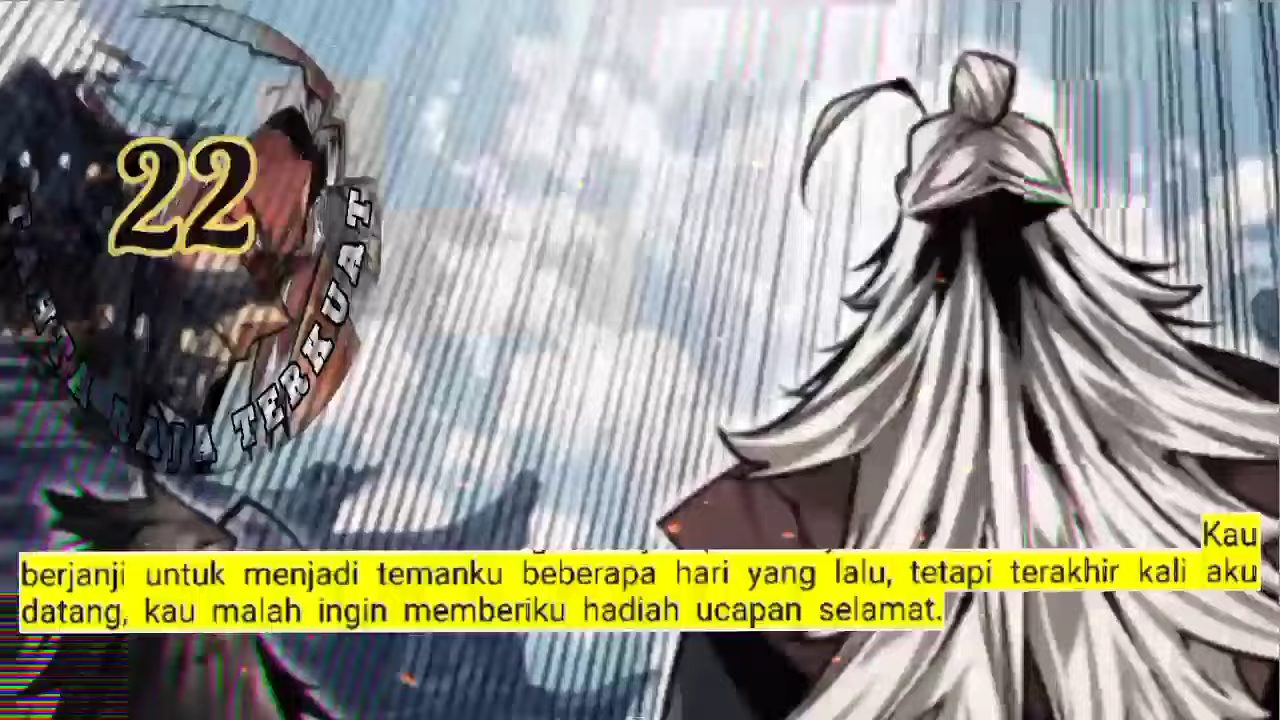 22
RAJA TERKUAT
Kau
berjanji untuk menjadi temanku beberapa hari yang lalu, tetapi terakhir kali aku
datang, kau malah ingin memberiku hadiah ucapan selamat.